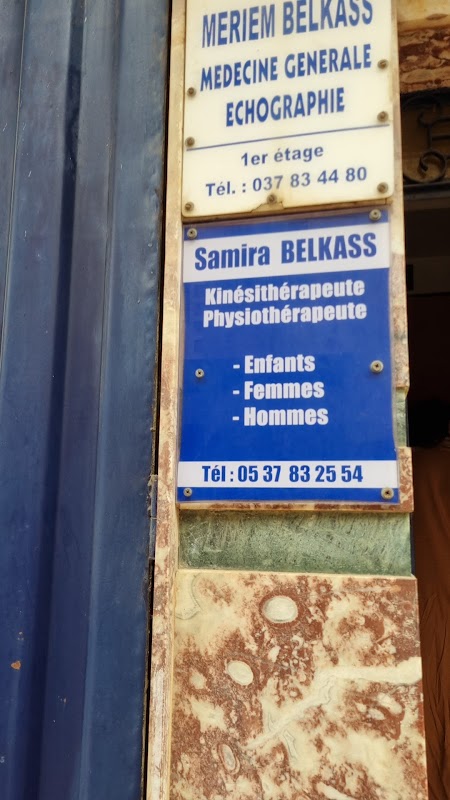 MERIEM BELKASS
MEDECINE GENERALE
ECHOGRAPHIE
1er étage
Tél. : 037 83 44 80
Samira BELKASS
Kinésithérapeute
Physiothérapeute
- Enfants
- Femmes
- Hommes
Tél : 05 37 83 25 54